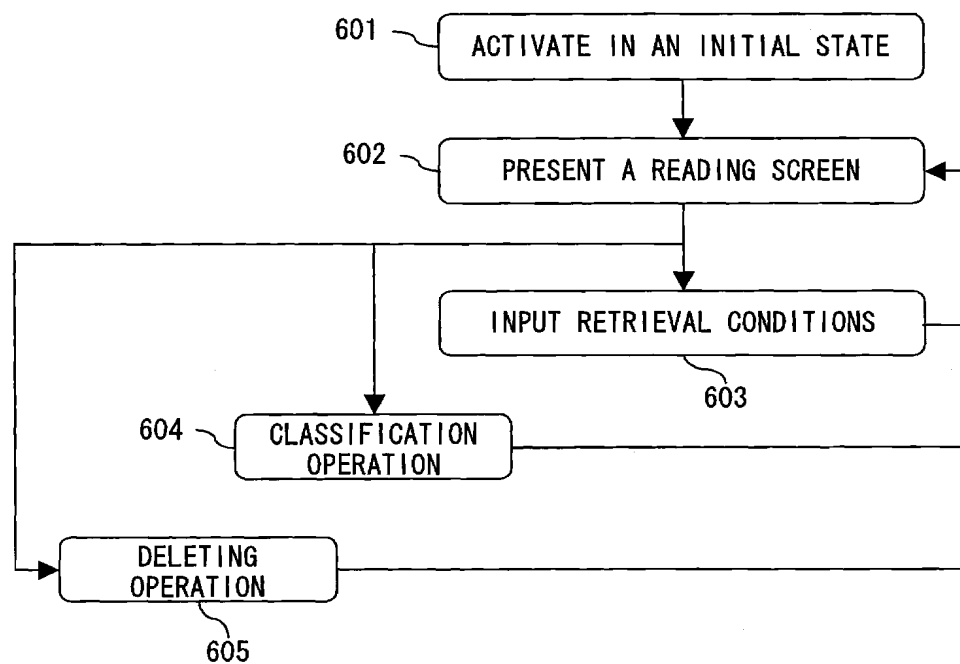 601
ACTIVATE IN AN INITIAL STATE
602
PRESENT A READING SCREEN
INPUT RETRIEVAL CONDITIONS
603
604
CLASSIFICATION
OPERATION
DELETING
OPERATION
605